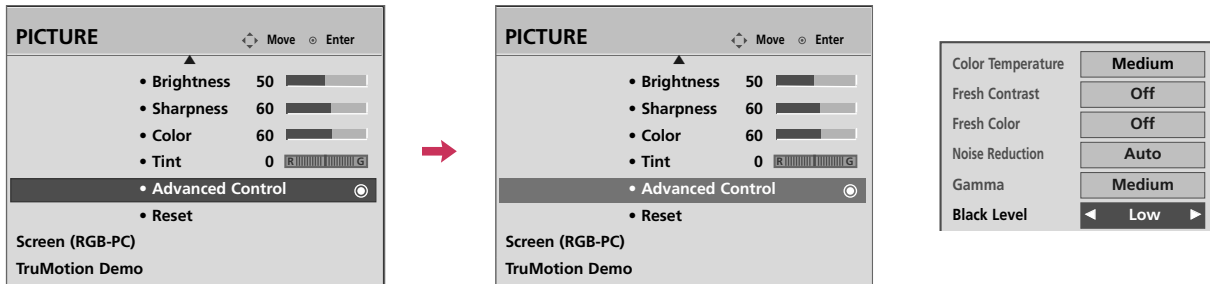 PICTURE Move Enter
• Brightness 50
• Sharpness 60
• Color 60
• Tint 0 R G
• Advanced Control
• Reset
Screen (RGB-PC)
TruMotion Demo
PICTURE Move Enter
• Brightness 50
• Sharpness 60
• Color 60
• Tint 0 R G
• Advanced Control
• Reset
Screen (RGB-PC)
TruMotion Demo
Color Temperature Medium
Fresh Contrast Off
Fresh Color Off
Noise Reduction Auto
Gamma Medium
Black Level ◀ Low ▶